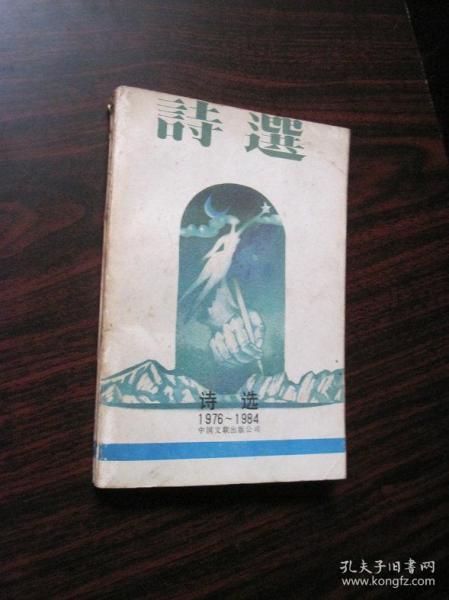 詩選
诗选
1976~1984
中国文联出版公司
孔夫子旧书网
www.kongfz.com